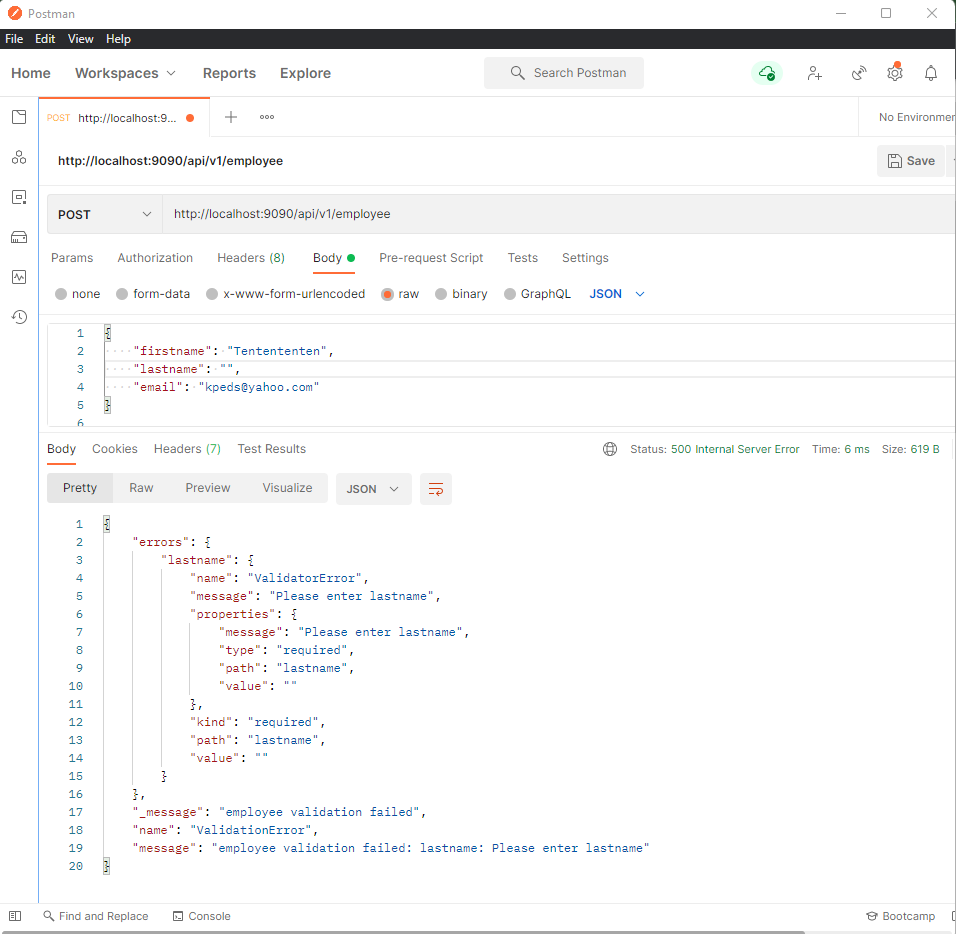 Postman
File Edit View Help
Home Workspaces Reports Explore Search Postman
POST http://localhost:9... No Environmen
http://localhost:9090/api/v1/employee Save
POST http://localhost:9090/api/v1/employee
Params Authorization Headers (8) Body Pre-request Script Tests Settings
none form-data x-www-form-urlencoded raw binary GraphQL JSON
1 {
2 "firstname": "Tentententen",
3 "lastname": "",
4 "email": "kpeds@yahoo.com"
5 }
6
Body Cookies Headers (7) Test Results Status: 500 Internal Server Error Time: 6 ms Size: 619 B
Pretty Raw Preview Visualize JSON
1 {
2 "errors": {
3 "lastname": {
4 "name": "ValidatorError",
5 "message": "Please enter lastname",
6 "properties": {
7 "message": "Please enter lastname",
8 "type": "required",
9 "path": "lastname",
10 "value": ""
11 },
12 "kind": "required",
13 "path": "lastname",
14 "value": ""
15 }
16 },
17 "_message": "employee validation failed",
18 "name": "ValidationError",
19 "message": "employee validation failed: lastname: Please enter lastname"
20 }
Find and Replace Console Bootcamp